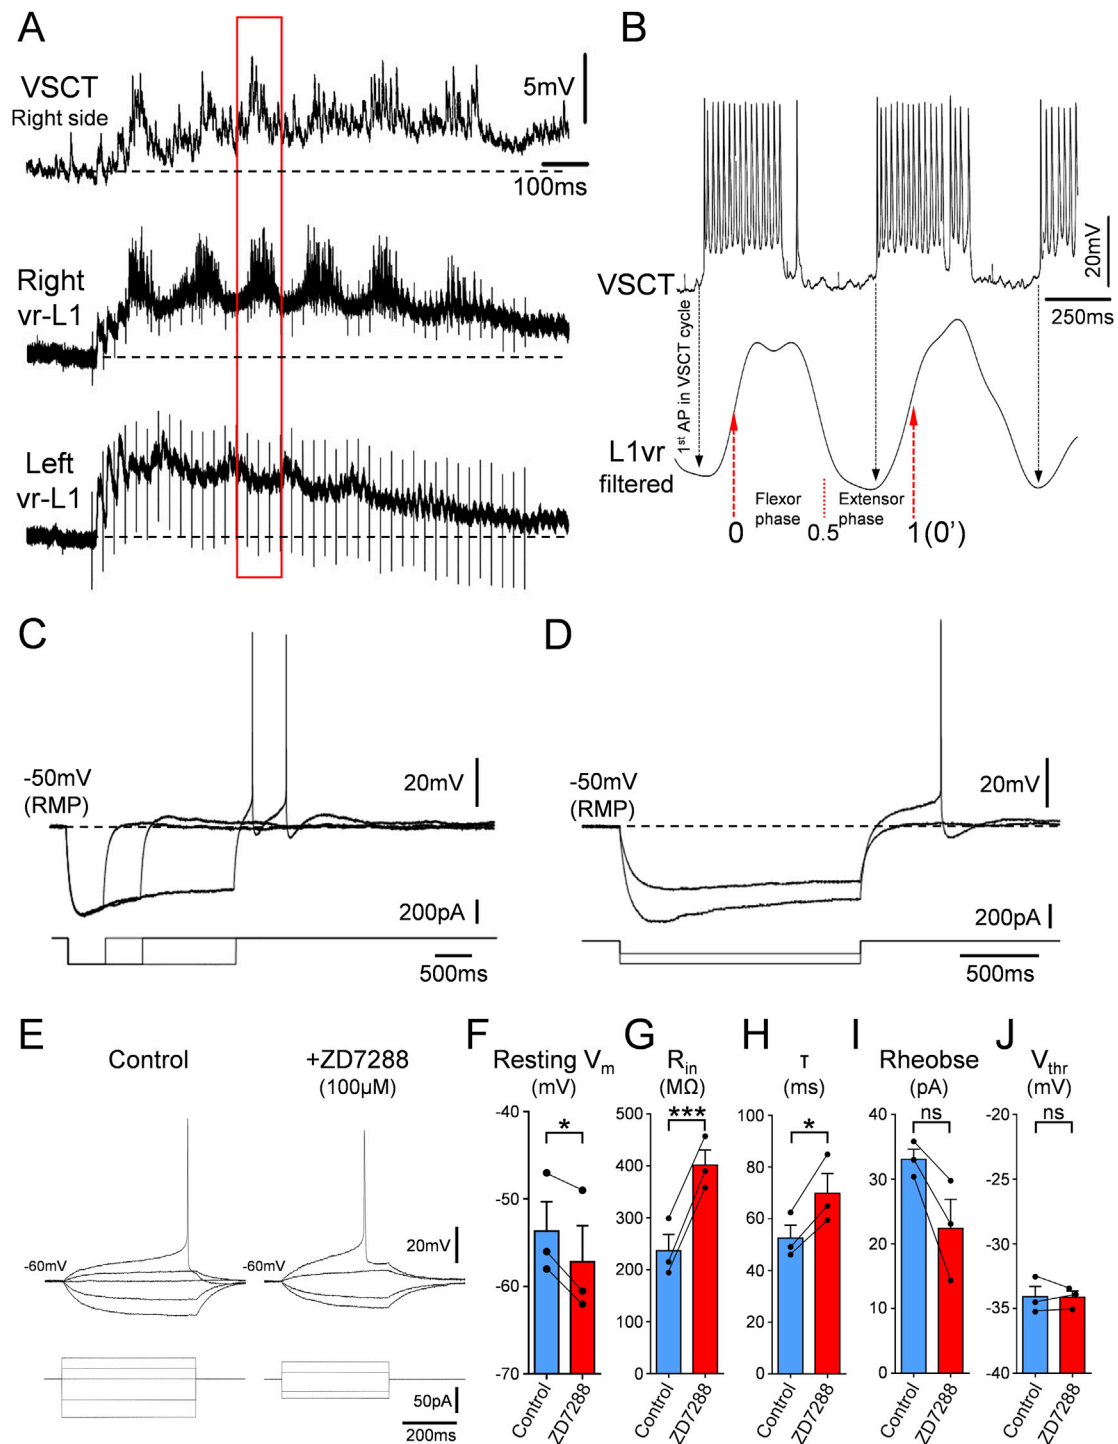 A
VSCT
Right side
5mV
100ms
Right
vr-L1
Left
vr-L1
B
VSCT
20mV
250ms
1st AP in VSCT cycle
L1vr
filtered
Flexor
phase
Extensor
phase
0
0.5
1(0’)
C
-50mV
(RMP)
20mV
200pA
500ms
D
-50mV
(RMP)
20mV
200pA
500ms
E
Control
+ZD7288
(100µM)
-60mV
-60mV
20mV
50pA
200ms
F
Resting Vm
(mV)
*
-40
-50
-60
-70
Control
ZD7288
G
Rin
(MΩ)
***
500
400
300
200
100
0
Control
ZD7288
H
τ
(ms)
*
100
80
60
40
20
0
Control
ZD7288
I
Rheobse
(pA)
ns
40
30
20
10
0
Control
ZD7288
J
Vthr
(mV)
ns
-20
-25
-30
-35
-40
Control
ZD7288